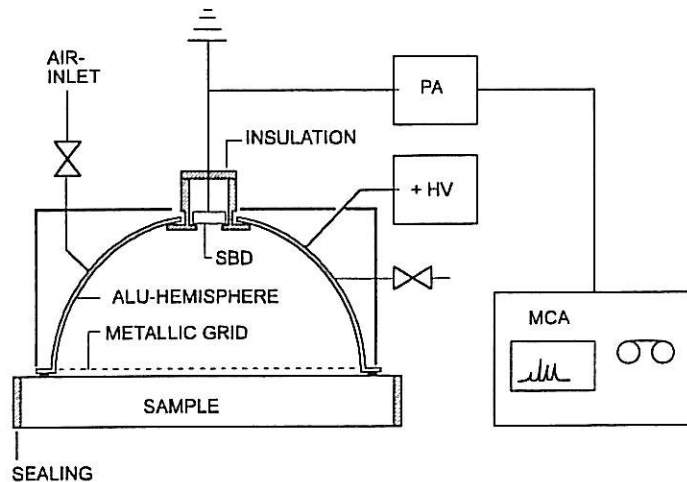 AIR-
INLET
PA
INSULATION
+ HV
SBD
ALU-HEMISPHERE
MCA
METALLIC GRID
SAMPLE
SEALING